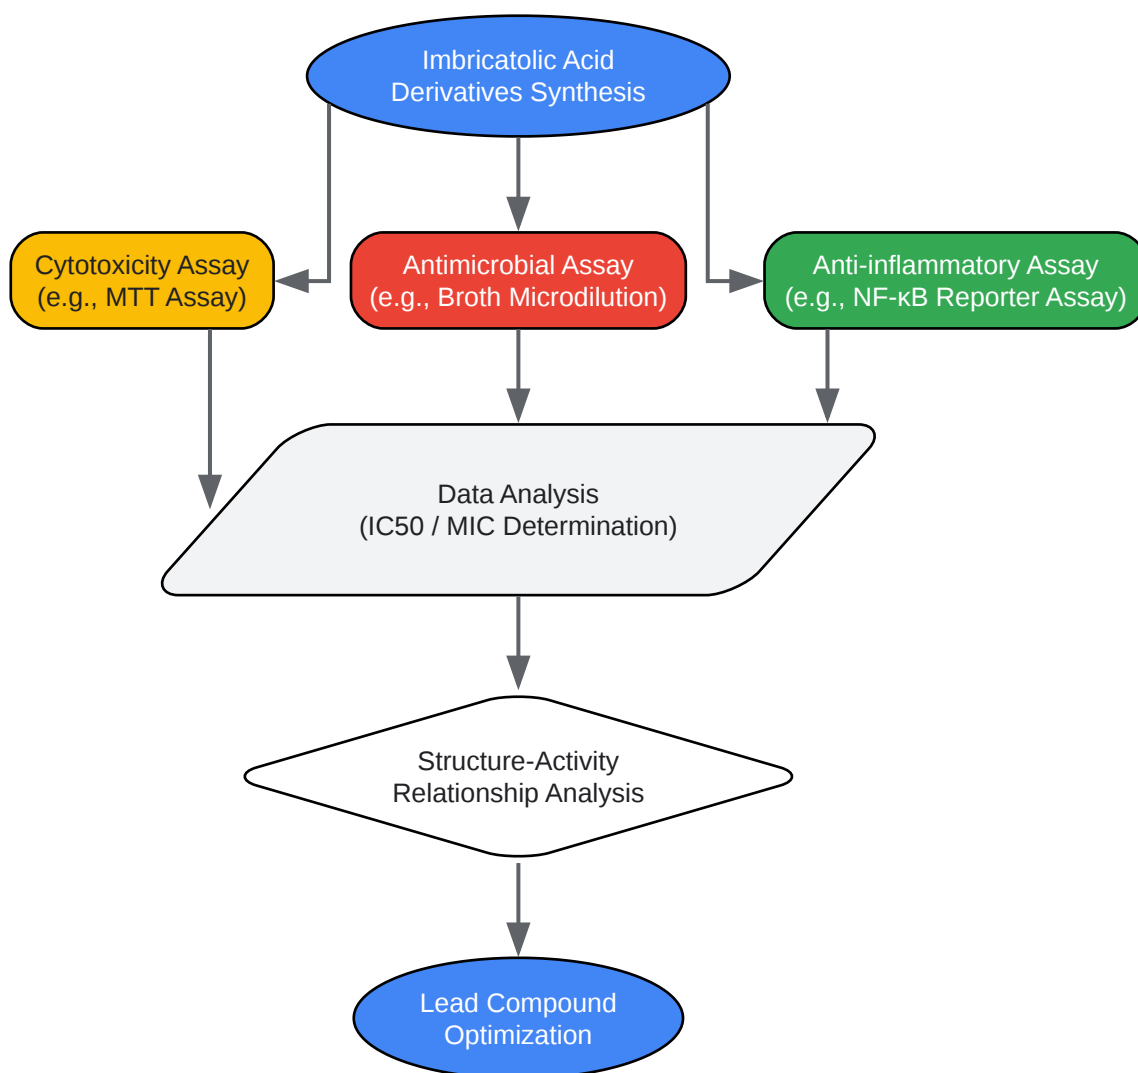 Imbricatolic Acid
Derivatives Synthesis
Cytotoxicity Assay
(e.g., MTT Assay)
Antimicrobial Assay
(e.g., Broth Microdilution)
Anti-inflammatory Assay
(e.g., NF-κB Reporter Assay)
Data Analysis
(IC50 / MIC Determination)
Structure-Activity
Relationship Analysis
Lead Compound
Optimization